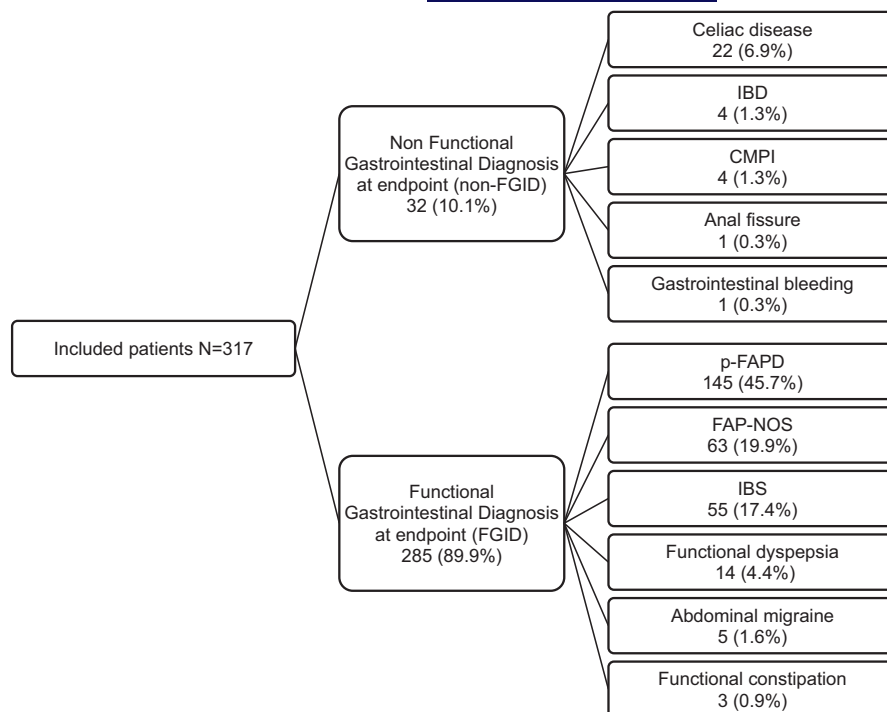 Included patients N=317
Non Functional
Gastrointestinal Diagnosis
at endpoint (non-FGID)
32 (10.1%)
Celiac disease
22 (6.9%)
IBD
4 (1.3%)
CMPI
4 (1.3%)
Anal fissure
1 (0.3%)
Gastrointestinal bleeding
1 (0.3%)
Functional
Gastrointestinal Diagnosis
at endpoint (FGID)
285 (89.9%)
p-FAPD
145 (45.7%)
FAP-NOS
63 (19.9%)
IBS
55 (17.4%)
Functional dyspepsia
14 (4.4%)
Abdominal migraine
5 (1.6%)
Functional constipation
3 (0.9%)